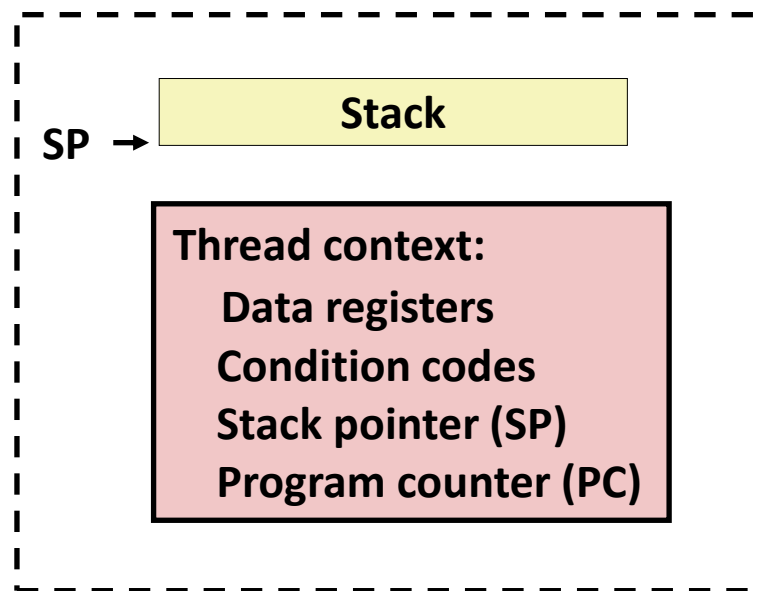 Stack
SP
Thread context:
Data registers
Condition codes
Stack pointer (SP)
Program counter (PC)